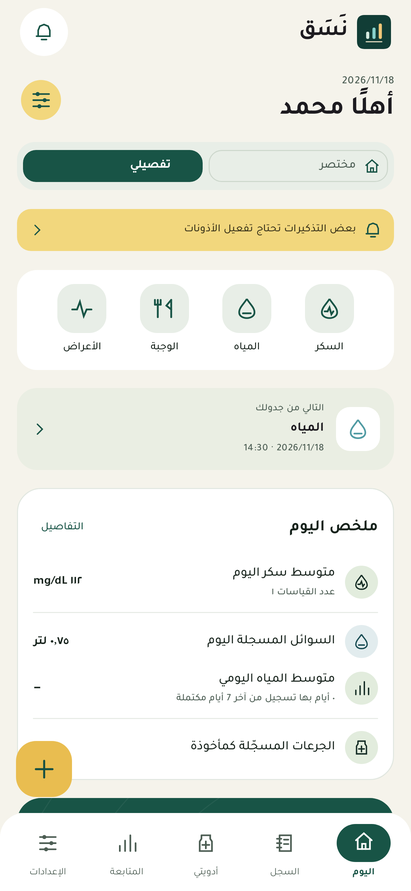 نَسَق
2026/11/18
أهلًا محمد
مختصر
تفصيلي
بعض التذكيرات تحتاج تفعيل الأذونات
السكر
المياه
الوجبة
الأعراض
التالي من جدولك
المياه
14:30 · 2026/11/18
ملخص اليوم
التفاصيل
متوسط سكر اليوم
١١٢ mg/dL
عدد القياسات ١
السوائل المسجلة اليوم
٠٫٧٥ لتر
متوسط المياه اليومي
–
٠ أيام بها تسجيل من آخر 7 أيام مكتملة
الجرعات المسجّلة كمأخوذة
اليوم
السجل
أدويتي
المتابعة
الإعدادات